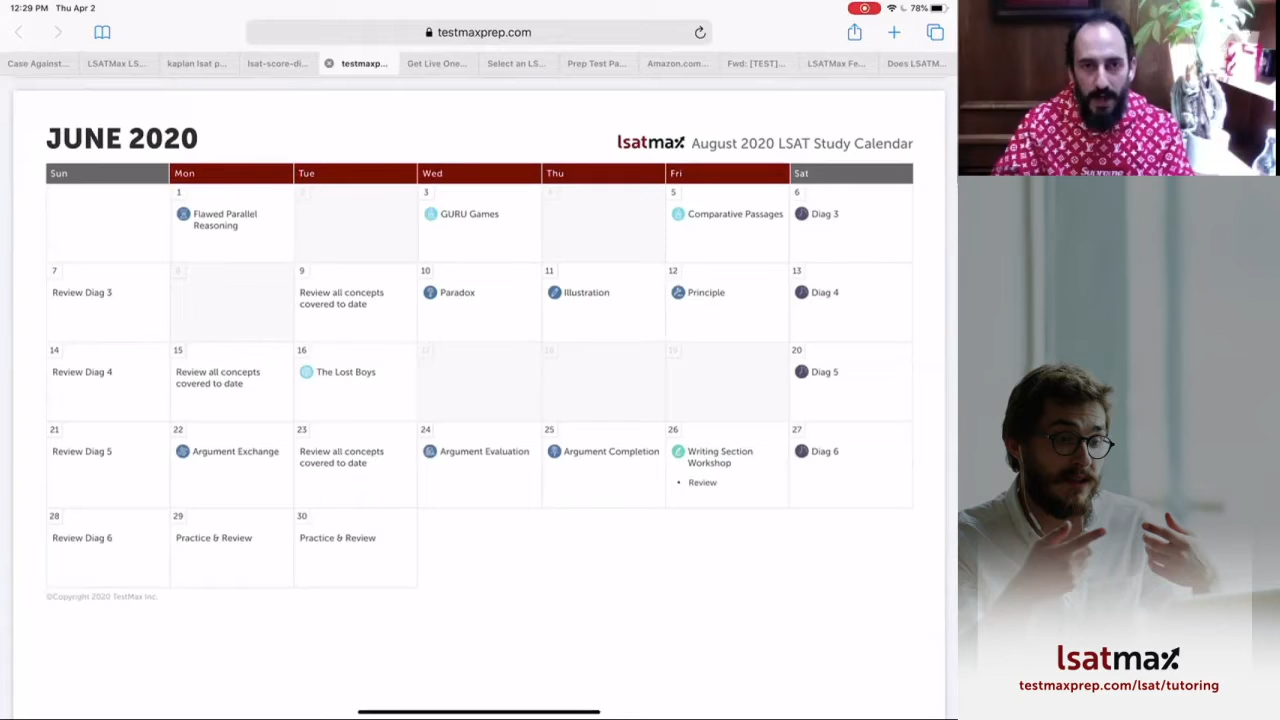 12:29 PM Thu Apr 2
78%
testmaxprep.com
Case Against...
LSATMax LS...
kaplan lsat p...
lsat-score-di...
testmaxp...
Get Live One...
Select an LS...
Prep Test Pa...
Amazon.com...
Fwd: [TEST]...
LSATMax Fe...
Does LSATM...
JUNE 2020
lsatmax August 2020 LSAT Study Calendar
Sun Mon Tue Wed Thu Fri Sat
1 2 3 4 5 6
Flawed Parallel
Reasoning
GURU Games
Comparative Passages
Diag 3
7 8 9 10 11 12 13
Review Diag 3
Review all concepts
covered to date
Paradox
Illustration
Principle
Diag 4
14 15 16 17 18 19 20
Review Diag 4
Review all concepts
covered to date
The Lost Boys
Diag 5
21 22 23 24 25 26 27
Review Diag 5
Argument Exchange
Review all concepts
covered to date
Argument Evaluation
Argument Completion
Writing Section
Workshop
• Review
Diag 6
28 29 30
Review Diag 6
Practice & Review
Practice & Review
©Copyright 2020 TestMax Inc.
Supreme
lsatmax
testmaxprep.com/lsat/tutoring